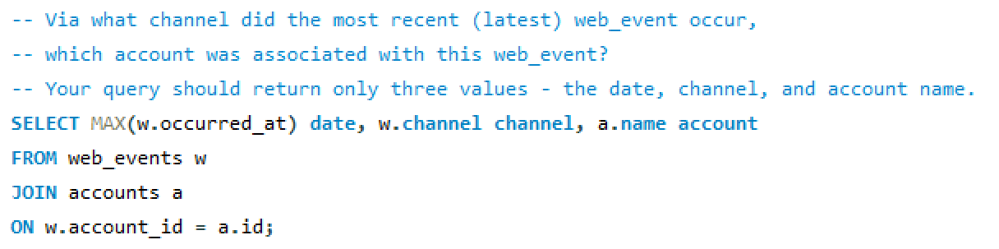 -- Via what channel did the most recent (latest) web_event occur,
-- which account was associated with this web_event?
-- Your query should return only three values - the date, channel, and account name.
SELECT MAX(w.occurred_at) date, w.channel channel, a.name account
FROM web_events w
JOIN accounts a
ON w.account_id = a.id;